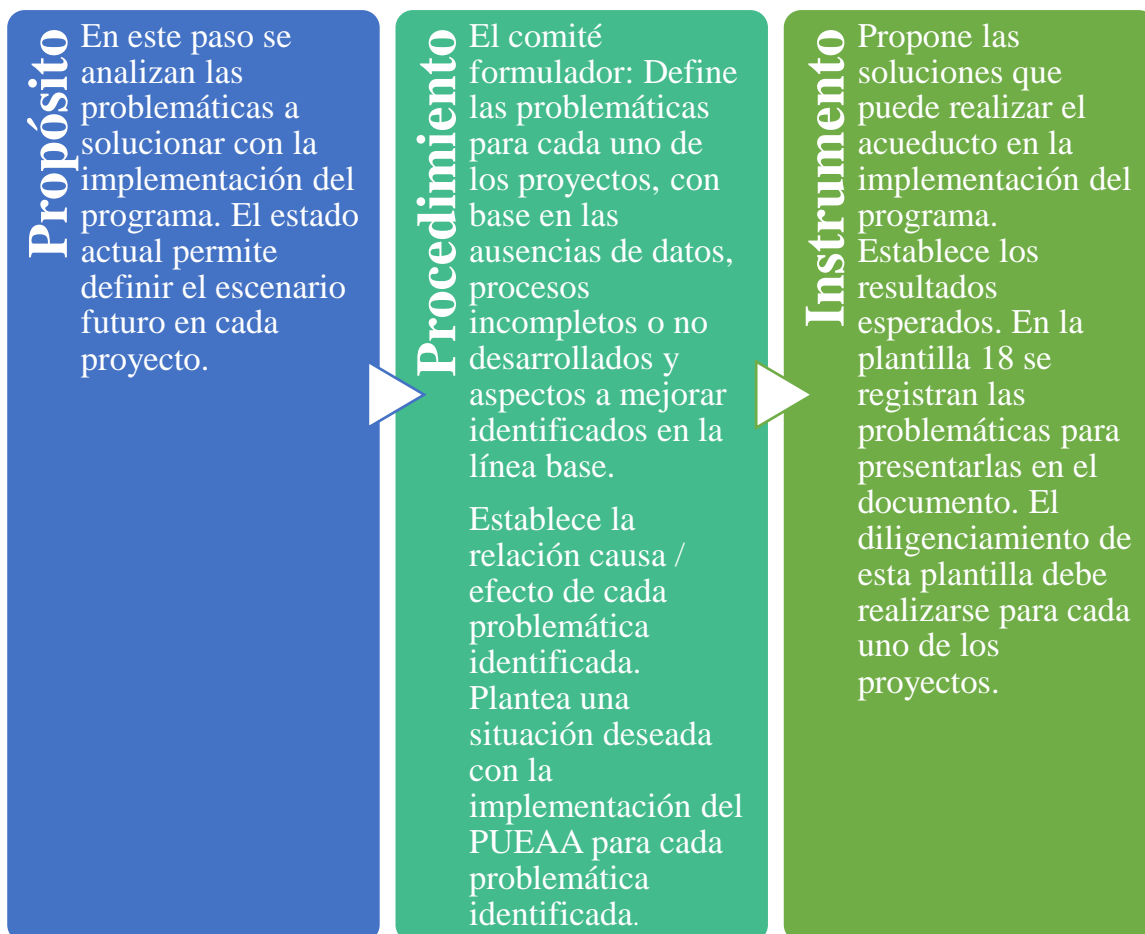 Propósito
En este paso se
analizan las
problemáticas a
solucionar con la
implementación del
programa. El estado
actual permite
definir el escenario
futuro en cada
proyecto.
Procedimiento
El comité
formulador: Define
las problemáticas
para cada uno de
los proyectos, con
base en las
ausencias de datos,
procesos
incompletos o no
desarrollados y
aspectos a mejorar
identificados en la
línea base.
Establece la
relación causa /
efecto de cada
problemática
identificada.
Plantea una
situación deseada
con la
implementación del
PUEAA para cada
problemática
identificada.
Instrumento
Propone las
soluciones que
puede realizar el
acueducto en la
implementación del
programa.
Establece los
resultados
esperados. En la
plantilla 18 se
registran las
problemáticas para
presentarlas en el
documento. El
diligenciamiento de
esta plantilla debe
realizarse para cada
uno de los
proyectos.